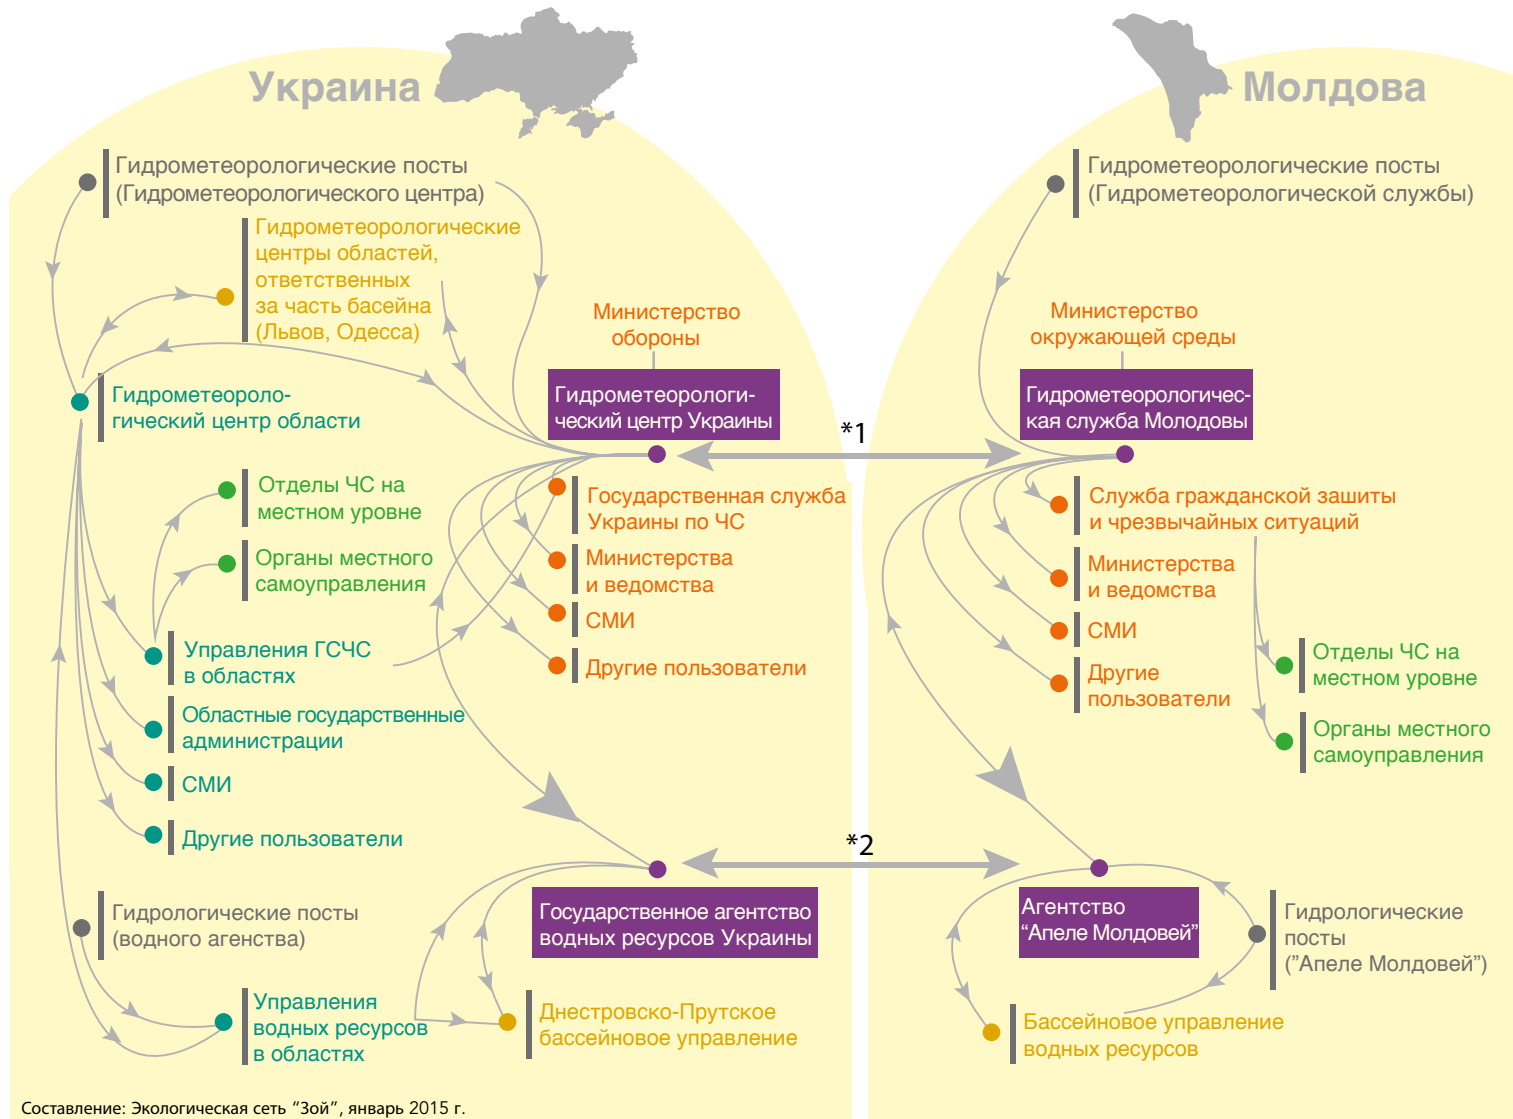 Украина
Гидрометеорологические посты
(Гидрометеорологического центра)
Гидрометеорологические
центры областей,
ответственных
за часть басейна
(Львов, Одесса)
Министерство
обороны
Гидрометеорологи-
ческий центр Украины
Гидрометеороло-
гический центр области
Отделы ЧС на
местном уровне
Органы местного
самоуправления
Управления ГСЧС
в областях
Областные государственные
администрации
СМИ
Другие пользователи
Государственная служба
Украины по ЧС
Министерства
и ведомства
СМИ
Другие пользователи
Гидрологические посты
(водного агенства)
Управления
водных ресурсов
в областях
Государственное агентство
водных ресурсов Украины
Днестровско-Прутское
бассейновое управление
*1
*2
Молдова
Гидрометеорологические посты
(Гидрометеорологической службы)
Министерство
окружающей среды
Гидрометеорологичес-
кая служба Молодовы
Служба гражданской зашиты
и чрезвычайных ситуаций
Министерства
и ведомства
СМИ
Другие
пользователи
Отделы ЧС на
местном уровне
Органы местного
самоуправления
Агентство
“Апеле Молдовей”
Гидрологические
посты
(”Апеле Молдовей”)
Бассейновое управление
водных ресурсов
Составление: Экологическая сеть “Зой”, январь 2015 г.